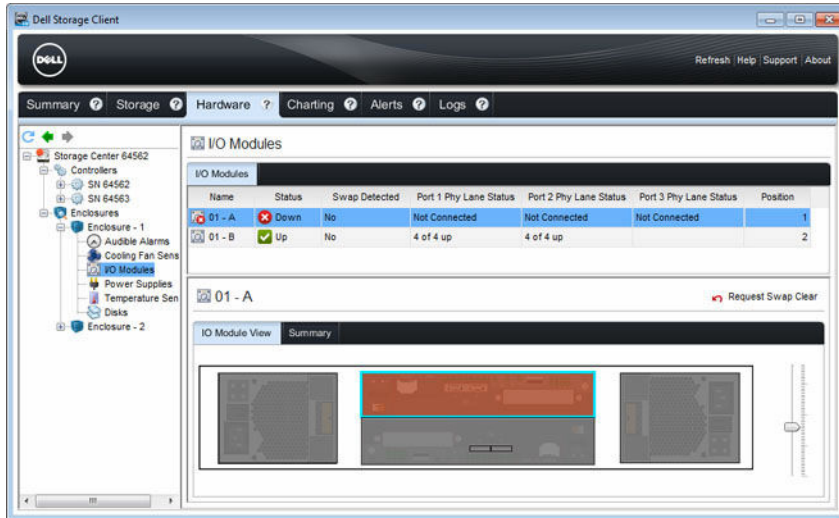 Dell Storage Client
DELL
Refresh Help Support About
Summary ? Storage ? Hardware ? Charting ? Alerts ? Logs ?
Storage Center 64562
Controllers
SN 64562
SN 64563
Enclosures
Enclosure - 1
Audible Alarms
Cooling Fan Sens
I/O Modules
Power Supplies
Temperature Sen
Disks
Enclosure - 2
I/O Modules
I/O Modules
Name Status Swap Detected Port 1 Phy Lane Status Port 2 Phy Lane Status Port 3 Phy Lane Status Position
01 - A Down No Not Connected Not Connected Not Connected 1
01 - B Up No 4 of 4 up 4 of 4 up 2
01 - A
Request Swap Clear
IO Module View Summary